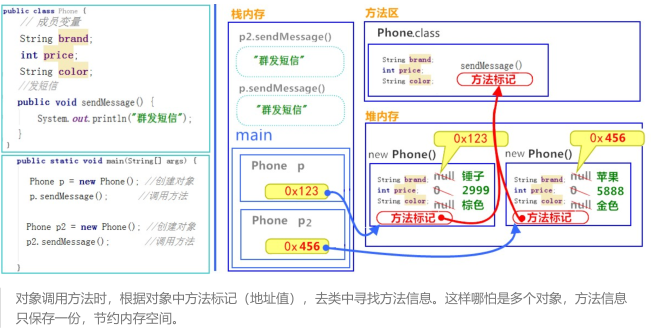 public class Phone {
// 成员变量
String brand;
int price;
String color;
//发短信
public void sendMessage() {
System.out.println("群发短信");
}
}
public static void main(String[] args) {
Phone p = new Phone(); //创建对象
p.sendMessage(); //调用方法
Phone p2 = new Phone(); //创建对象
p2.sendMessage(); //调用方法
}
栈内存
p2.sendMessage()
"群发短信"
p.sendMessage()
"群发短信"
main
Phone p
0x123
Phone p2
0x456
方法区
Phone.class
String brand;
int price;
String color;
sendMessage()
方法标记
堆内存
0x123
new Phone()
String brand; null 锤子
int price; 0 2999
String color; null 棕色
方法标记
0x456
new Phone()
String brand; null 苹果
int price; 0 5888
String color; null 金色
方法标记
对象调用方法时，根据对象中方法标记（地址值），去类中寻找方法信息。这样哪怕是多个对象，方法信息
只保存一份，节约内存空间。